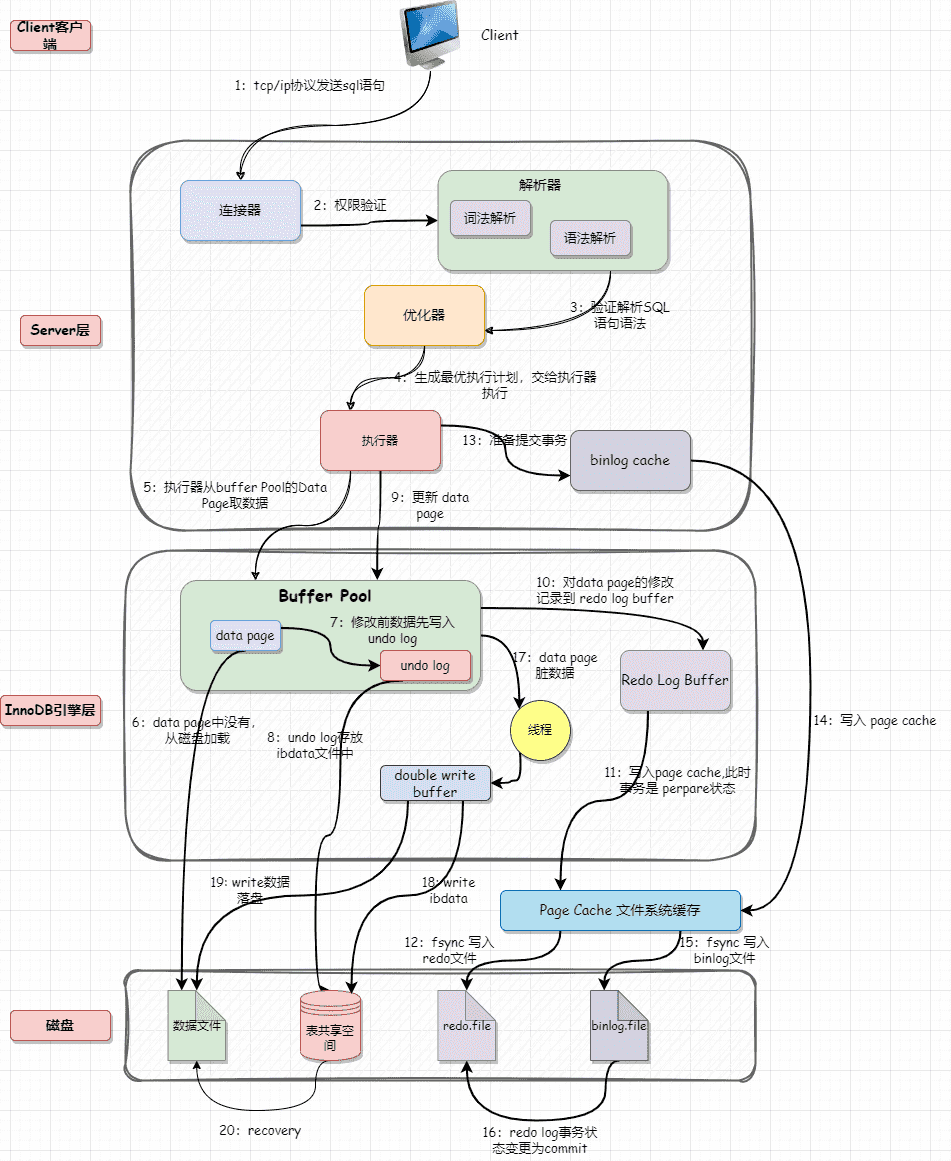 Client客户
端
Client
1：tcp/ip协议发送sql语句
连接器
2：权限验证
解析器
词法解析
语法解析
优化器
3：验证解析SQL
语句语法
Server层
4：生成最优执行计划，交给执行器
执行
执行器
13：准备提交事务
binlog cache
5：执行器从buffer Pool的Data
Page取数据
9：更新 data
page
Buffer Pool
10：对data page的修改
记录到 redo log buffer
7：修改前数据先写入
undo log
data page
undo log
17：data page
脏数据
Redo Log Buffer
InnoDB引擎层
6：data page中没有，
从磁盘加载
8：undo log存放
ibdata文件中
线程
14：写入 page cache
double write
buffer
11：写入page cache,此时
事务是 perpare状态
19: write数据
落盘
18: write
ibdata
Page Cache 文件系统缓存
12：fsync 写入
redo文件
15：fsync 写入
binlog文件
磁盘
数据文件
表共享空
间
redo.file
binlog.file
20：recovery
16：redo log事务状
态变更为commit